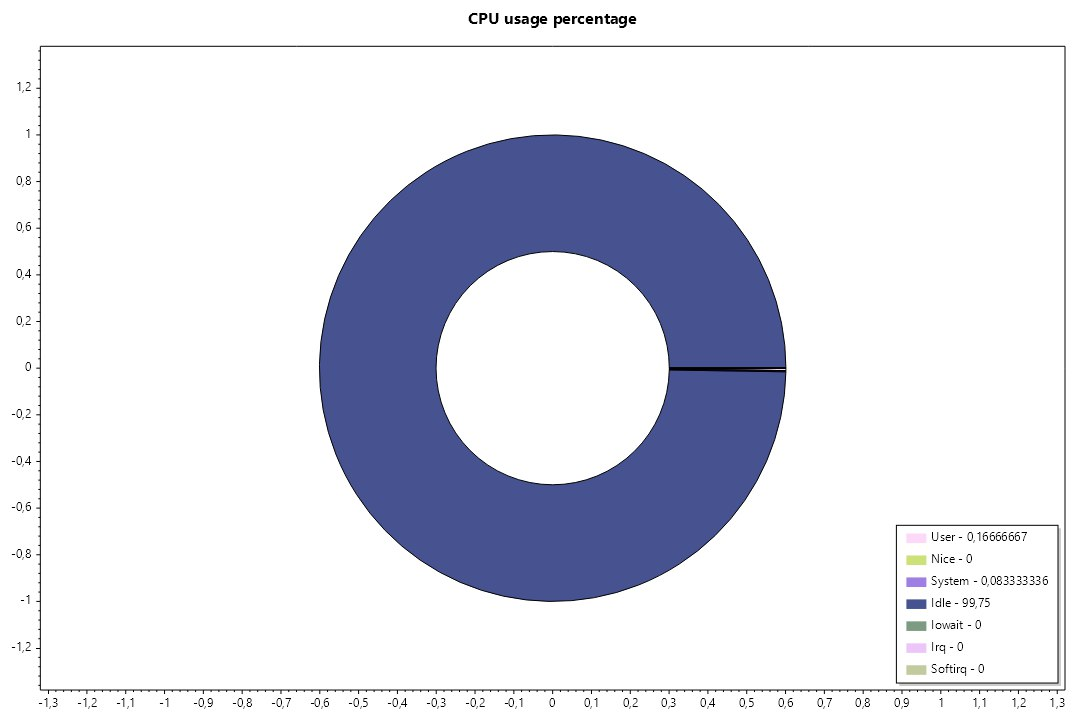 CPU usage percentage
1,2
1
0,8
0,6
0,4
0,2
0
-0,2
-0,4
-0,6
-0,8
-1
-1,2
-1,3 -1,2 -1,1 -1 -0,9 -0,8 -0,7 -0,6 -0,5 -0,4 -0,3 -0,2 -0,1 0 0,1 0,2 0,3 0,4 0,5 0,6 0,7 0,8 0,9 1 1,1 1,2 1,3
User - 0,16666667
Nice - 0
System - 0,083333336
Idle - 99,75
Iowait - 0
Irq - 0
Softirq - 0